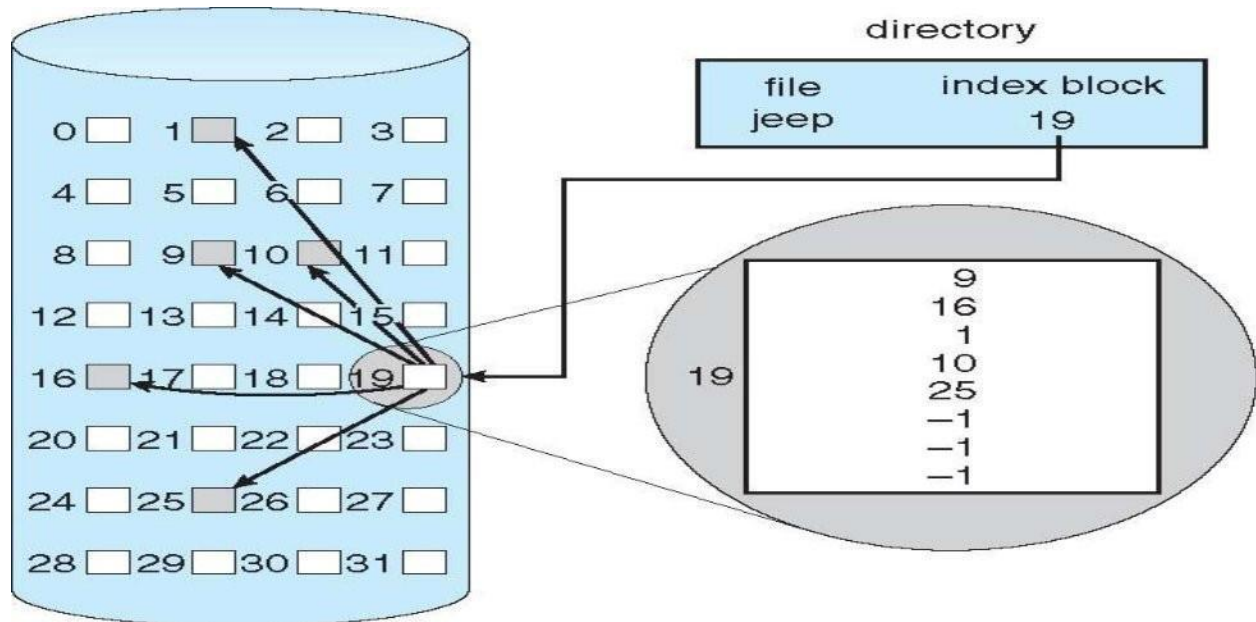 directory
file index block
jeep 19
0 1 2 3
4 5 6 7
8 9 10 11
12 13 14 15
16 17 18 19
20 21 22 23
24 25 26 27
28 29 30 31
19
9
16
1
10
25
–1
–1
–1